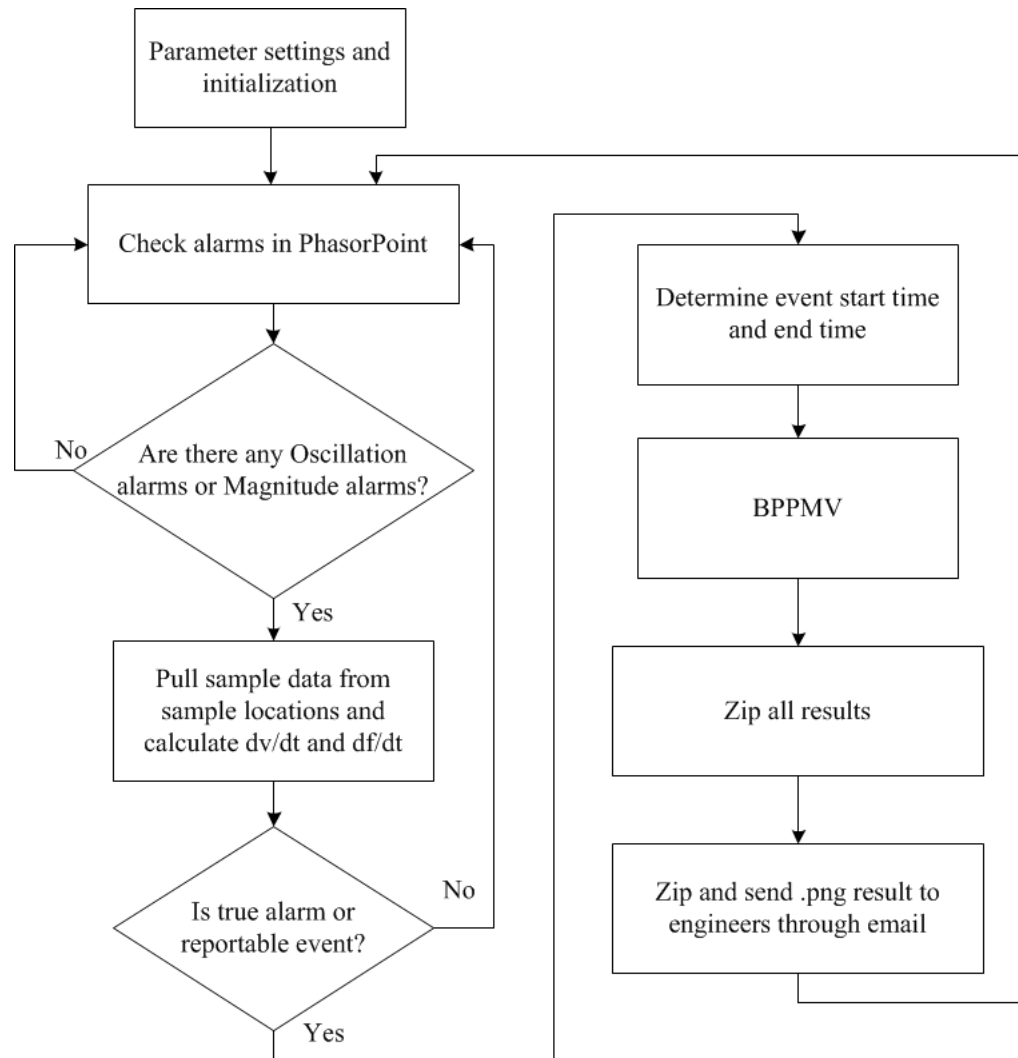 Parameter settings and
initialization
Check alarms in PhasorPoint
No
Are there any Oscillation
alarms or Magnitude alarms?
Yes
Pull sample data from
sample locations and
calculate dv/dt and df/dt
No
Is true alarm or
reportable event?
Yes
Determine event start time
and end time
BPPMV
Zip all results
Zip and send .png result to
engineers through email